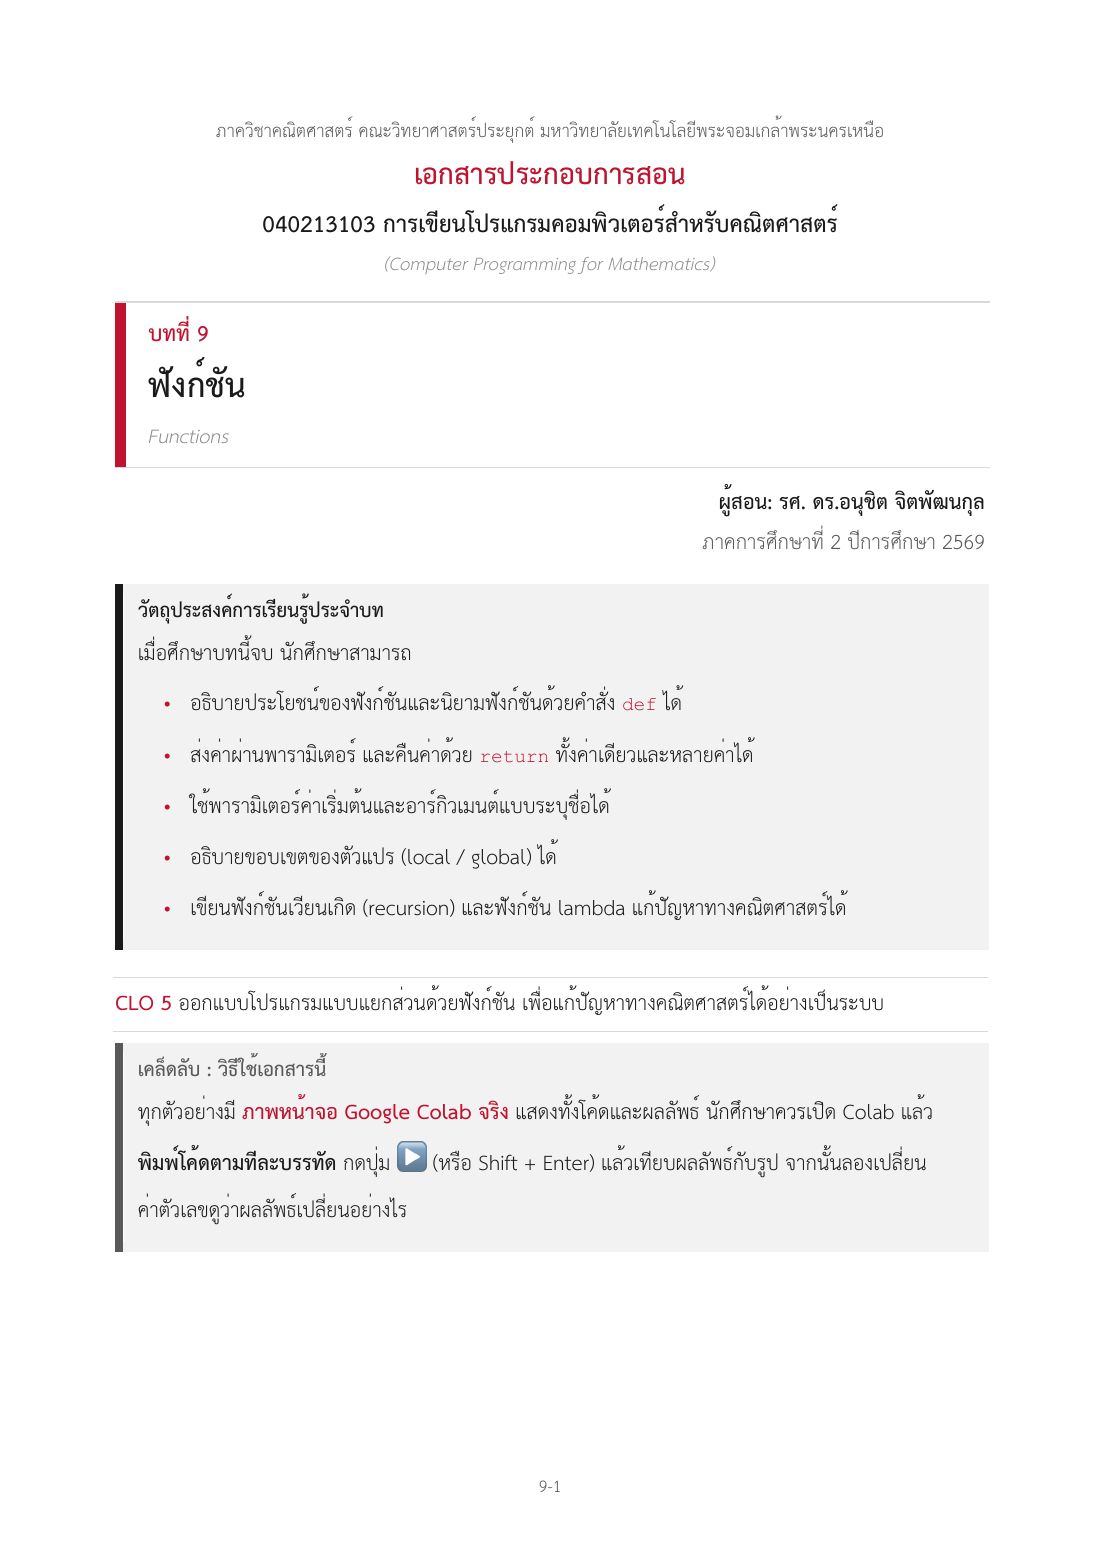 ภาควิชาคณิตศาสตร์ คณะวิทยาศาสตร์ประยุกต์ มหาวิทยาลัยเทคโนโลยีพระจอมเกล้าพระนครเหนือ
เอกสารประกอบการสอน
040213103 การเขียนโปรแกรมคอมพิวเตอร์สำหรับคณิตศาสตร์
(Computer Programming for Mathematics)
บทที่ 9
ฟังก์ชัน
Functions
ผู้สอน: รศ. ดร.อนุชิต จิตพัฒนกุล
ภาคการศึกษาที่ 2 ปีการศึกษา 2569
วัตถุประสงค์การเรียนรู้ประจำบท
เมื่อศึกษาบทนี้จบ นักศึกษาสามารถ
• อธิบายประโยชน์ของฟังก์ชันและนิยามฟังก์ชันด้วยคำสั่ง def ได้
• ส่งค่าผ่านพารามิเตอร์ และคืนค่าด้วย return ทั้งค่าเดียวและหลายค่าได้
• ใช้พารามิเตอร์ค่าเริ่มต้นและอาร์กิวเมนต์แบบระบุชื่อได้
• อธิบายขอบเขตของตัวแปร (local / global) ได้
• เขียนฟังก์ชันเวียนเกิด (recursion) และฟังก์ชัน lambda แก้ปัญหาทางคณิตศาสตร์ได้
CLO 5 ออกแบบโปรแกรมแบบแยกส่วนด้วยฟังก์ชัน เพื่อแก้ปัญหาทางคณิตศาสตร์ได้อย่างเป็นระบบ
เคล็ดลับ : วิธีใช้เอกสารนี้
ทุกตัวอย่างมี ภาพหน้าจอ Google Colab จริง แสดงทั้งโค้ดและผลลัพธ์ นักศึกษาควรเปิด Colab แล้ว
พิมพ์โค้ดตามทีละบรรทัด กดปุ่ม ▶ (หรือ Shift + Enter) แล้วเทียบผลลัพธ์กับรูป จากนั้นลองเปลี่ยน
ค่าตัวเลขดูว่าผลลัพธ์เปลี่ยนอย่างไร
9-1